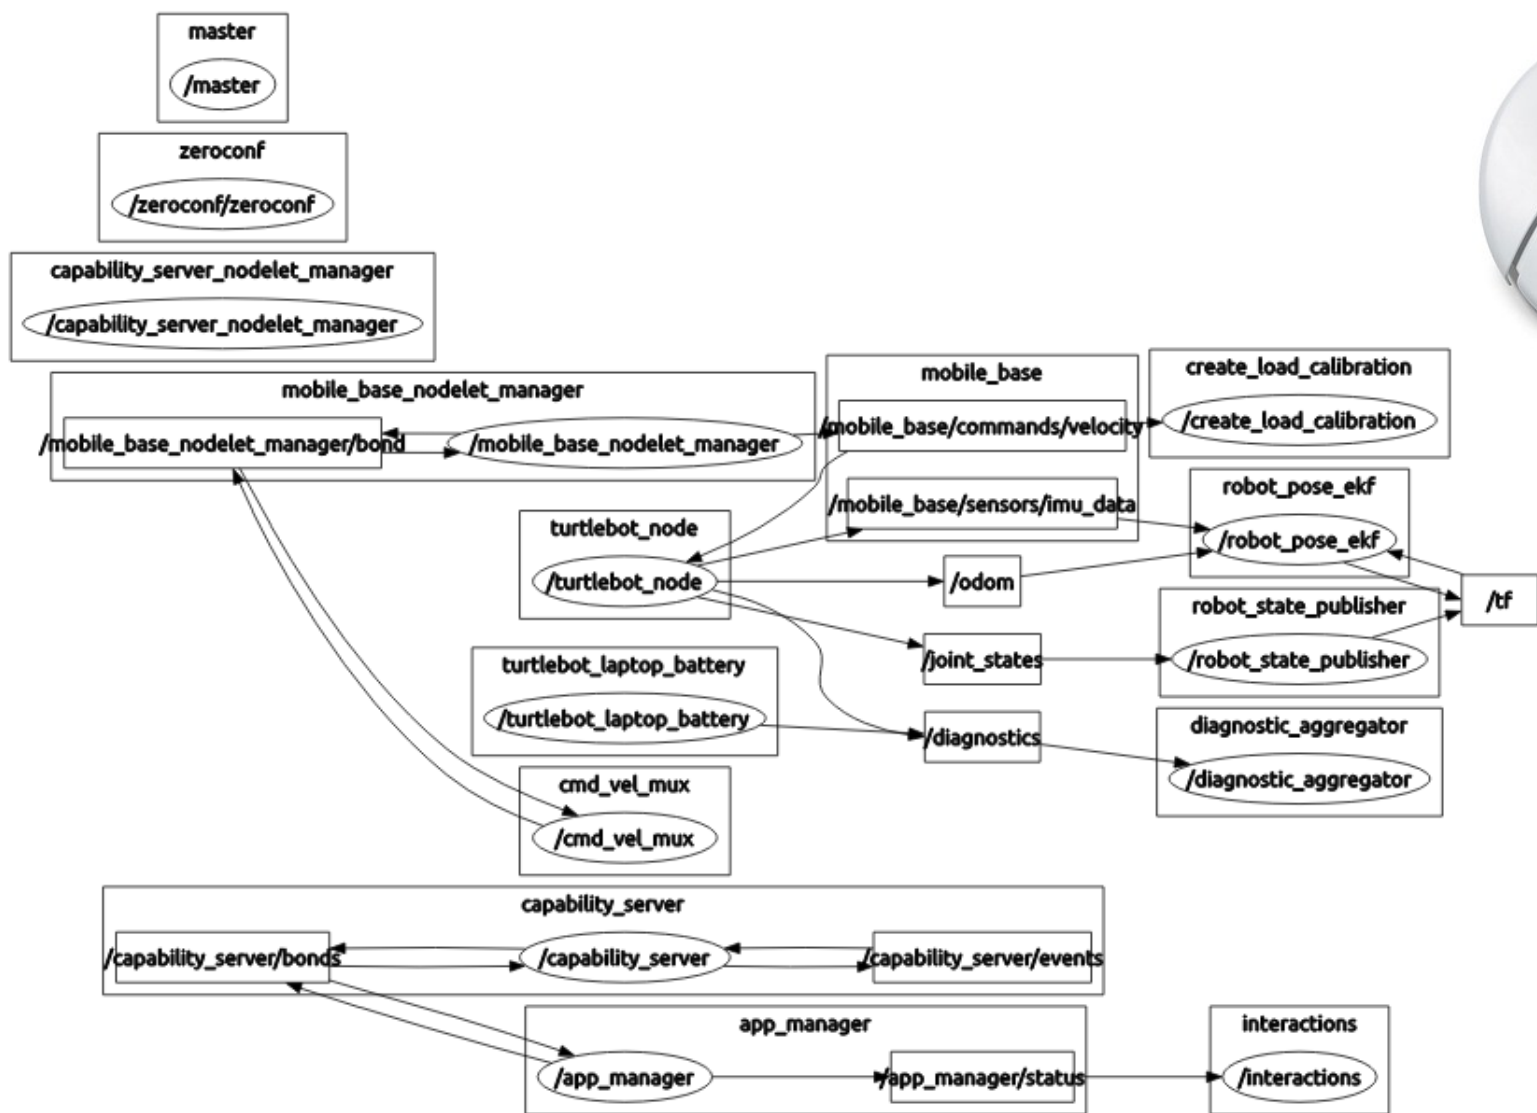 master
/master
zeroconf
/zeroconf/zeroconf
capability_server_nodelet_manager
/capability_server_nodelet_manager
mobile_base_nodelet_manager
/mobile_base_nodelet_manager/bond
/mobile_base_nodelet_manager
mobile_base
/mobile_base/commands/velocity
/mobile_base/sensors/imu_data
create_load_calibration
/create_load_calibration
robot_pose_ekf
/robot_pose_ekf
turtlebot_node
/turtlebot_node
/odom
/tf
robot_state_publisher
/robot_state_publisher
/joint_states
turtlebot_laptop_battery
/turtlebot_laptop_battery
/diagnostics
diagnostic_aggregator
/diagnostic_aggregator
cmd_vel_mux
/cmd_vel_mux
capability_server
/capability_server/bonds
/capability_server
/capability_server/events
app_manager
/app_manager
/app_manager/status
interactions
/interactions